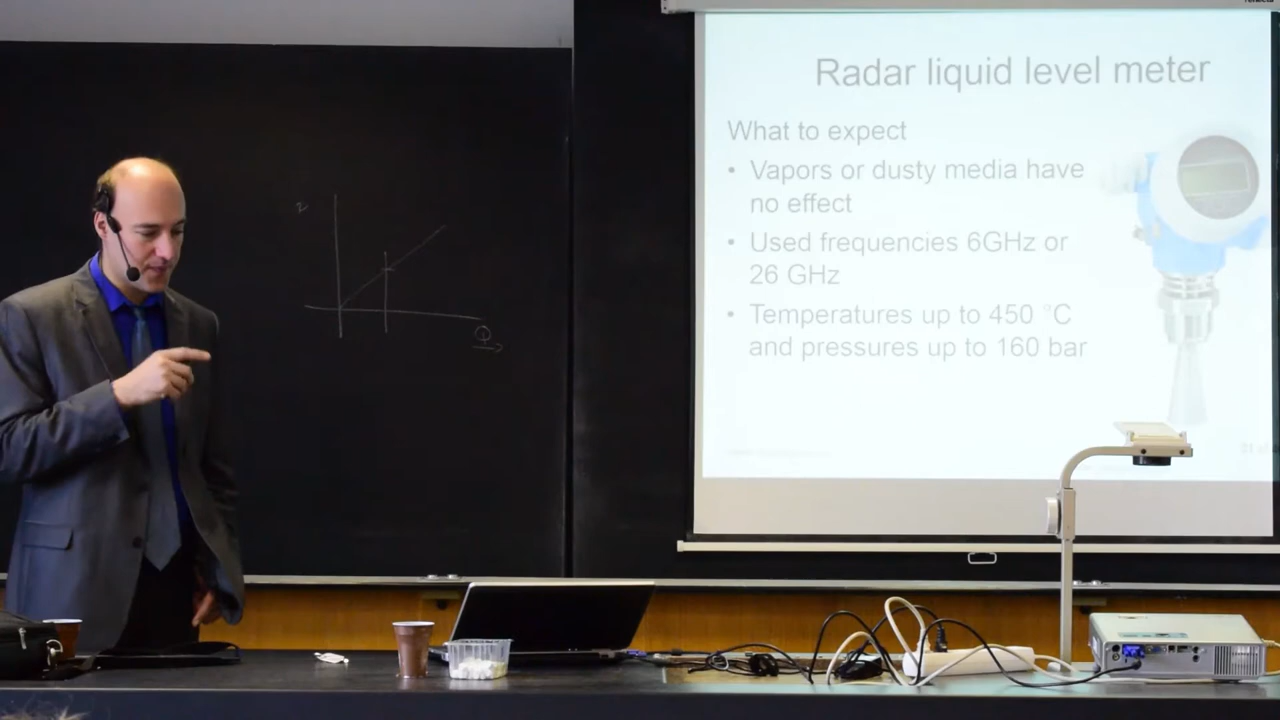 Radar liquid level meter
What to expect
• Vapors or dusty media have
no effect
• Used frequencies 6GHz or
26 GHz
• Temperatures up to 450 °C
and pressures up to 160 bar